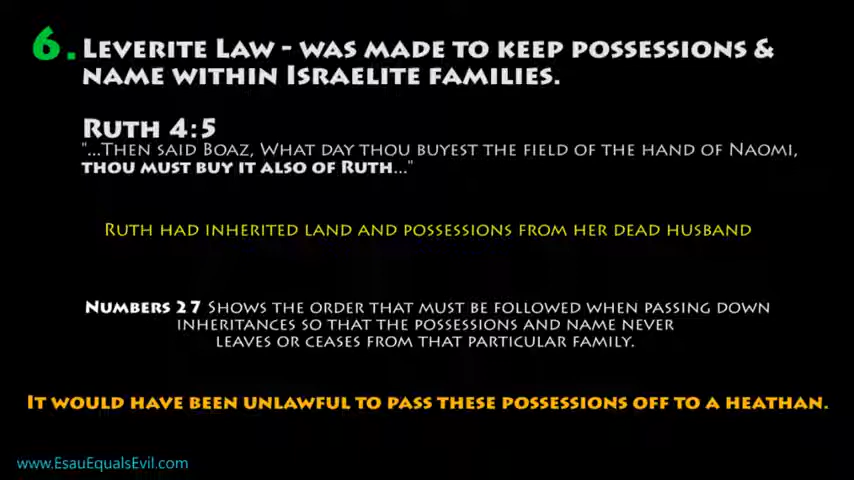 6. Leverite Law - was made to keep possessions &
name within Israelite families.
Ruth 4:5
"...Then said Boaz, What day thou buyest the field of the hand of Naomi,
thou must buy it also of Ruth..."
Ruth had inherited land and possessions from her dead husband
Numbers 27 Shows the order that must be followed when passing down
inheritances so that the possessions and name never
leaves or ceases from that particular family.
It would have been unlawful to pass these possessions off to a heathan.
www.EsauEqualsEvil.com